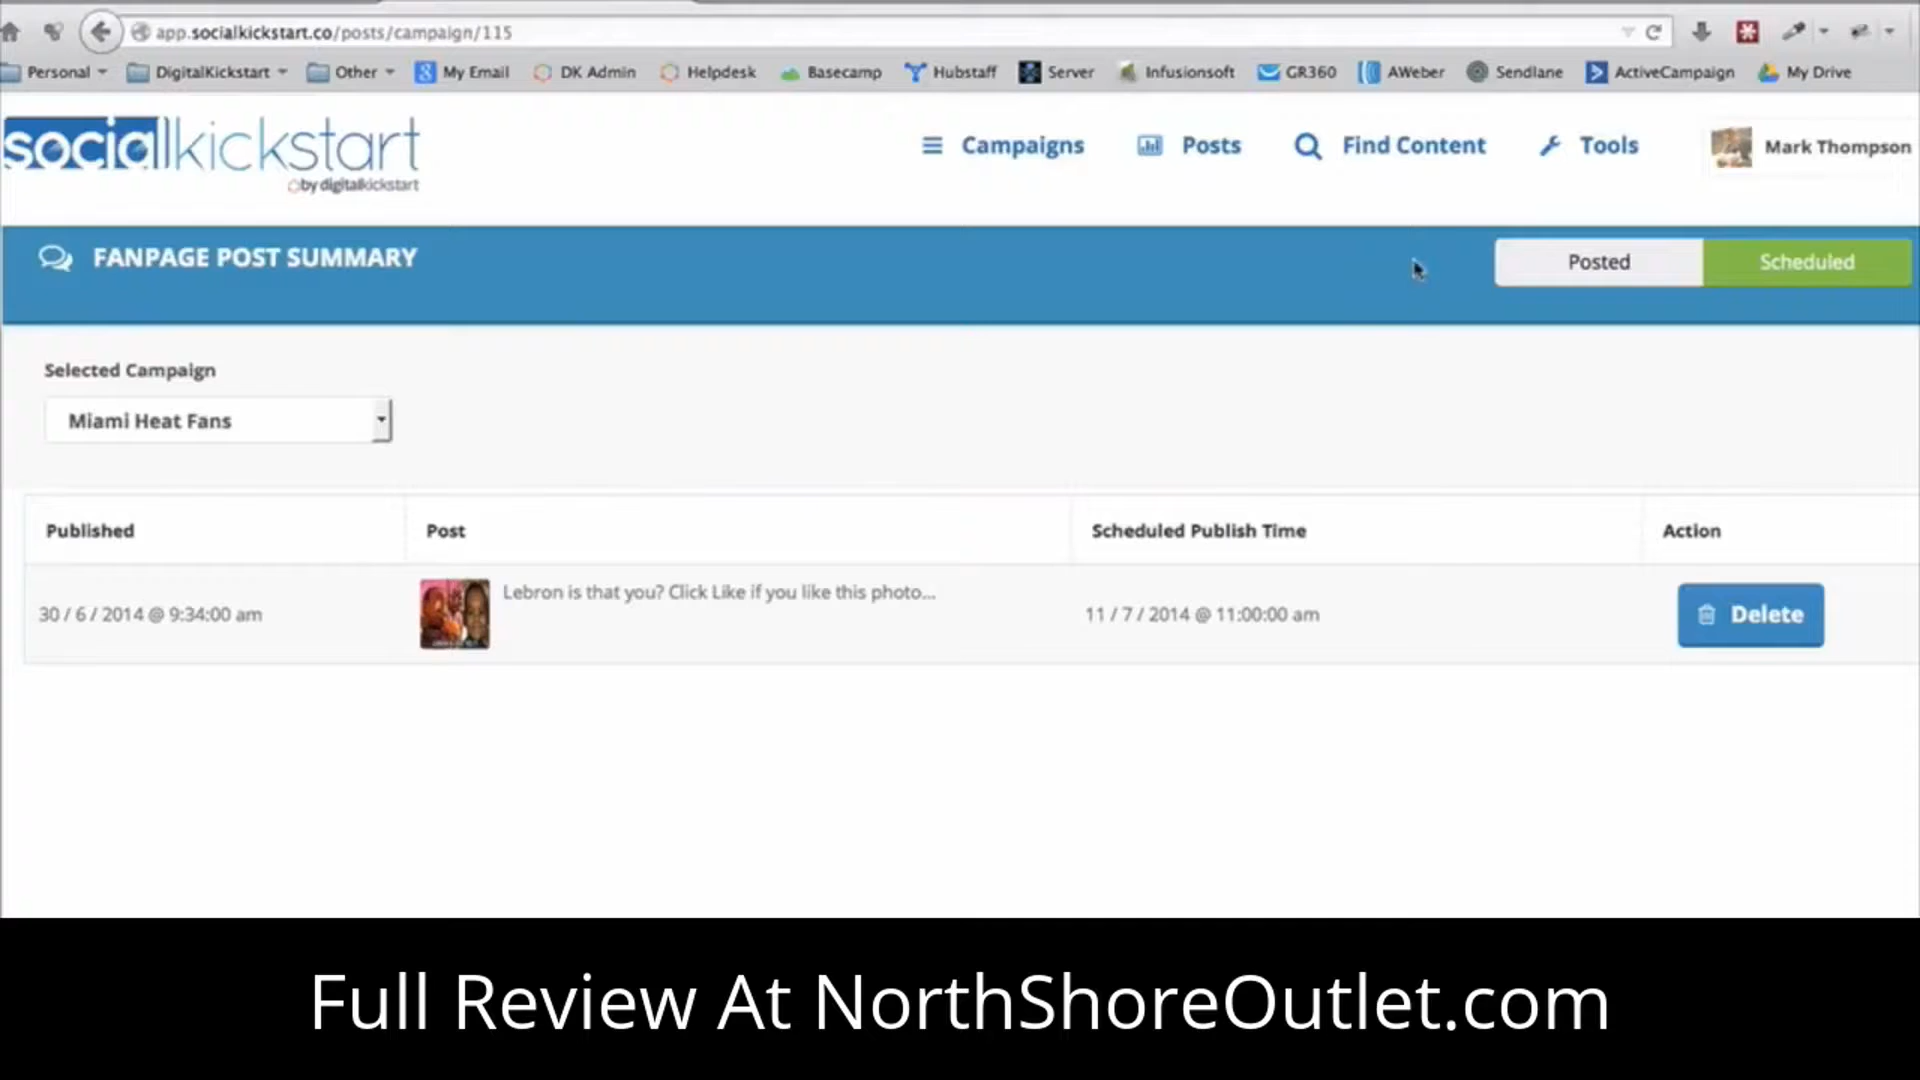 app.socialkickstart.co/posts/campaign/115
Personal DigitalKickstart Other My Email DK Admin Helpdesk Basecamp Hubstaff Server Infusionsoft GR360 AWeber Sendlane ActiveCampaign My Drive
socialkickstart
by digitalkickstart
Campaigns Posts Find Content Tools Mark Thompson
FANPAGE POST SUMMARY
Posted Scheduled
Selected Campaign
Miami Heat Fans
Published Post Scheduled Publish Time Action
30 / 6 / 2014 @ 9:34:00 am Lebron is that you? Click Like if you like this photo... 11 / 7 / 2014 @ 11:00:00 am Delete
Full Review At NorthShoreOutlet.com